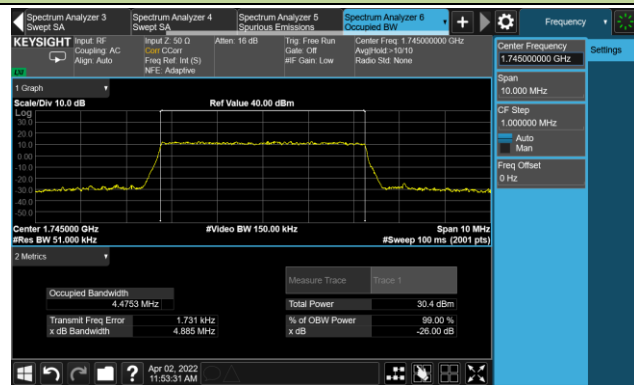 Spectrum Analyzer 3
Swept SA
Spectrum Analyzer 4
Swept SA
Spectrum Analyzer 5
Spurious Emissions
Spectrum Analyzer 6
Occupied BW
Frequency
KEYSIGHT
Input: RF
Coupling: AC
Align: Auto
Input Z: 50 Ω
Corr CCorr
Freq Ref: Int (S)
NFE: Adaptive
Atten: 16 dB
Trig: Free Run
Gate: Off
#IF Gain: Low
Center Freq: 1.745000000 GHz
Avg|Hold:>10/10
Radio Std: None
Center Frequency
1.745000000 GHz
Settings
Span
10.000 MHz
CF Step
1.000000 MHz
Auto
Man
Freq Offset
0 Hz
1 Graph
Scale/Div 10.0 dB
Ref Value 40.00 dBm
Log
30.0
20.0
10.0
0.00
-10.0
-20.0
-30.0
-40.0
-50.0
Center 1.745000 GHz
#Video BW 150.00 kHz
Span 10 MHz
#Res BW 51.000 kHz
#Sweep 100 ms (2001 pts)
2 Metrics
Measure Trace
Trace 1
Occupied Bandwidth
4.4753 MHz
Total Power
30.4 dBm
Transmit Freq Error
1.731 kHz
% of OBW Power
99.00 %
x dB Bandwidth
4.885 MHz
x dB
-26.00 dB
Apr 02, 2022
11:53:31 AM